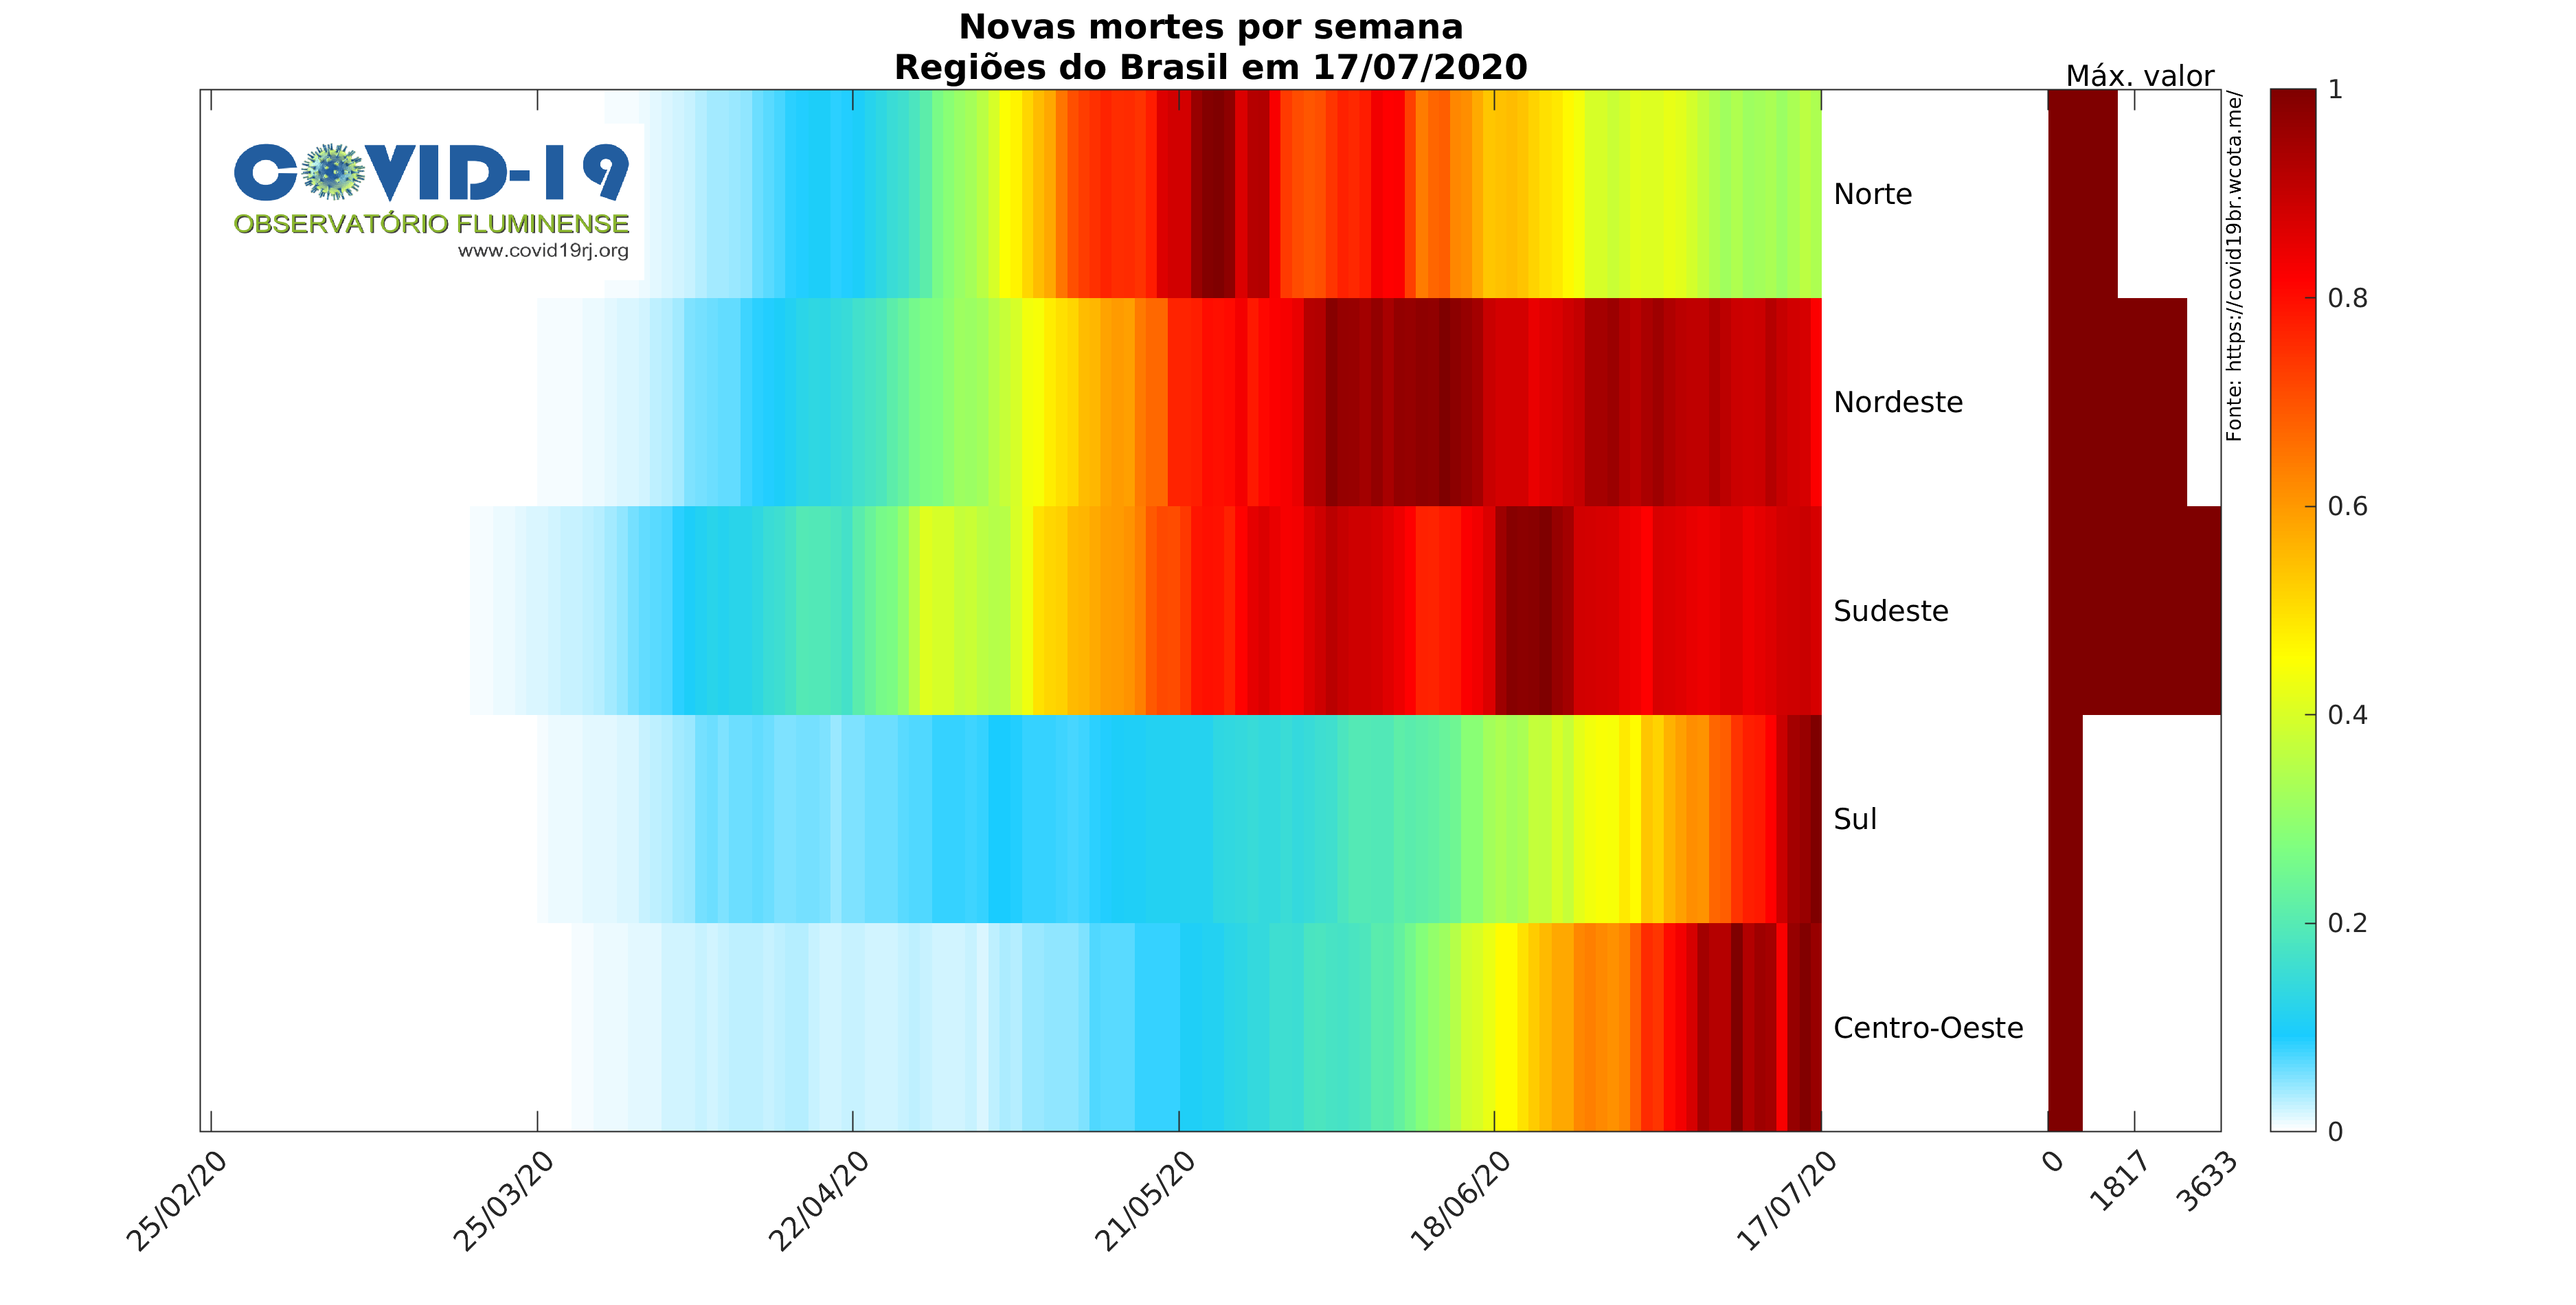 Novas mortes por semana
Regiões do Brasil em 17/07/2020
Máx. valor
COVID-19
OBSERVATÓRIO FLUMINENSE
www.covid19rj.org
Norte
Nordeste
Sudeste
Sul
Centro-Oeste
Fonte: https://covid19br.wcota.me/
1
0.8
0.6
0.4
0.2
0
25/02/20
25/03/20
22/04/20
21/05/20
18/06/20
17/07/20
0
1817
3633